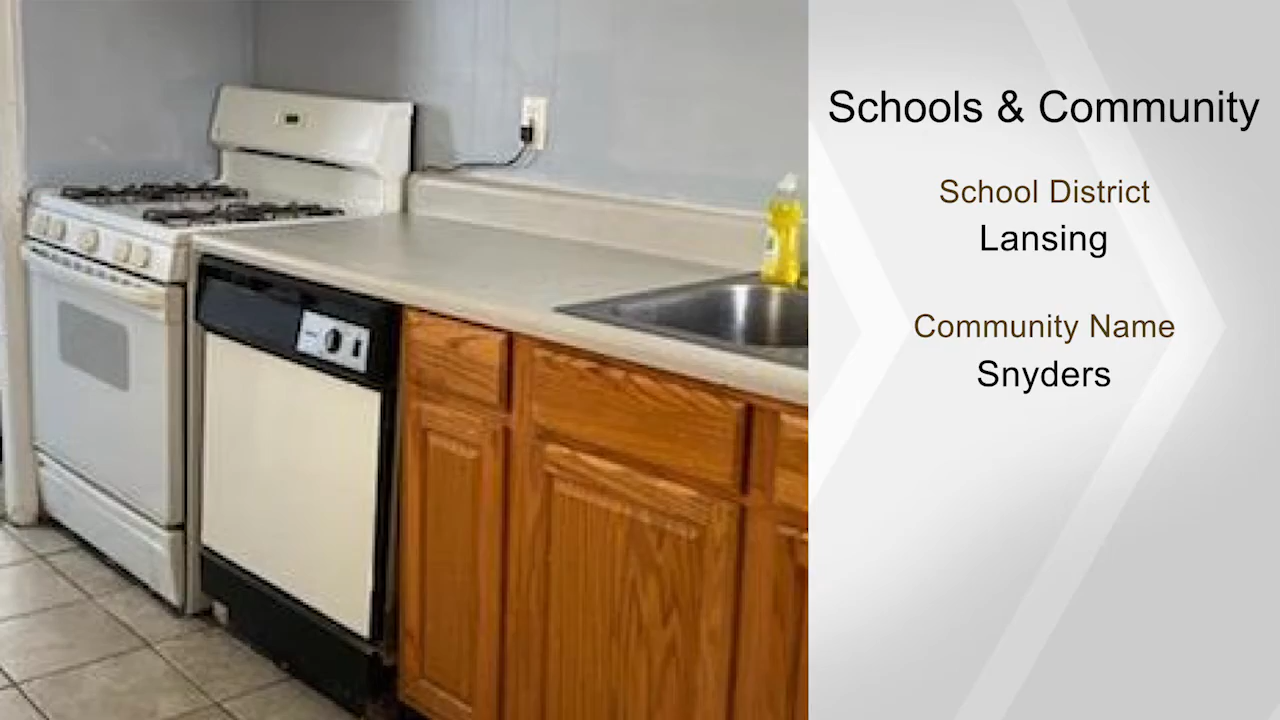 Schools & Community
School District
Lansing
Community Name
Snyders